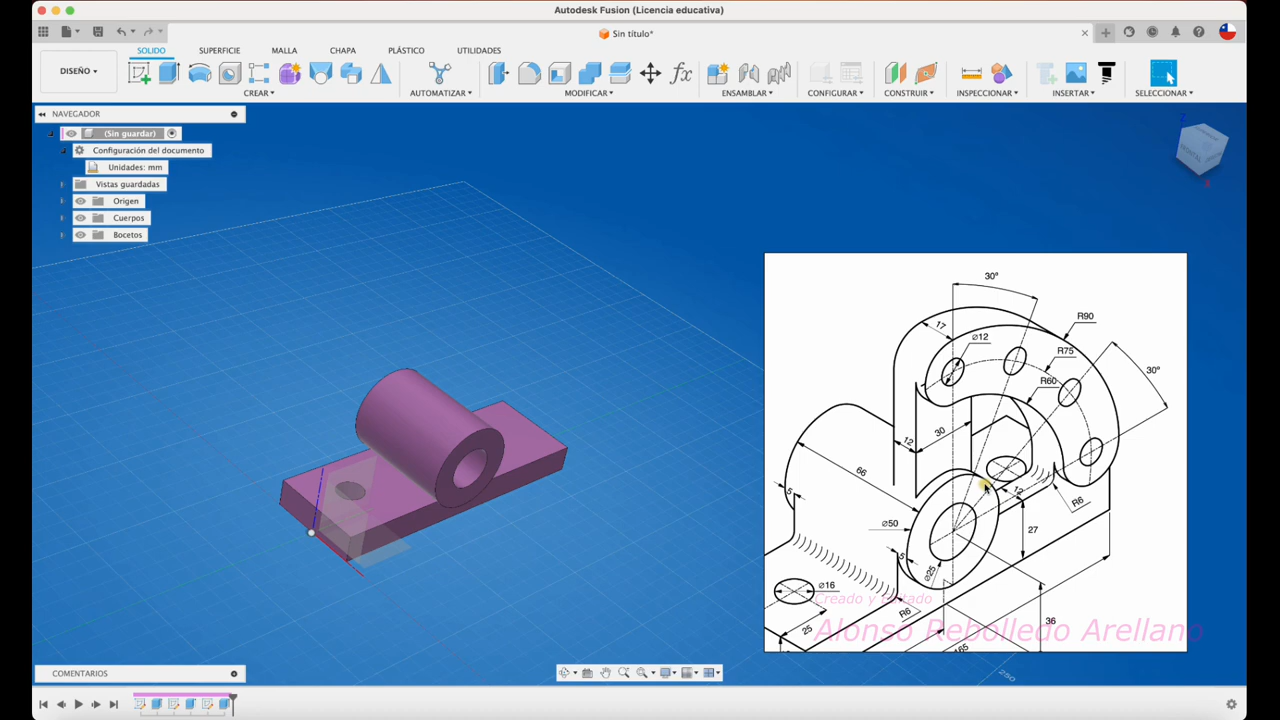 Autodesk Fusion (Licencia educativa)
Sin título*
DISEÑO
SOLIDO
SUPERFICIE
MALLA
CHAPA
PLÁSTICO
UTILIDADES
CREAR
AUTOMATIZAR
MODIFICAR
ENSAMBLAR
CONFIGURAR
CONSTRUIR
INSPECCIONAR
INSERTAR
SELECCIONAR
NAVEGADOR
(Sin guardar)
Configuración del documento
Unidades: mm
Vistas guardadas
Origen
Cuerpos
Bocetos
Z
X
FRONTAL
30°
17
⌀12
R90
R75
R60
30°
12
30
66
5
12
R6
⌀50
27
5
⌀25
⌀16
Creado y editado
R6
25
Alonso Rebolledo Arellano
36
165
250
COMENTARIOS